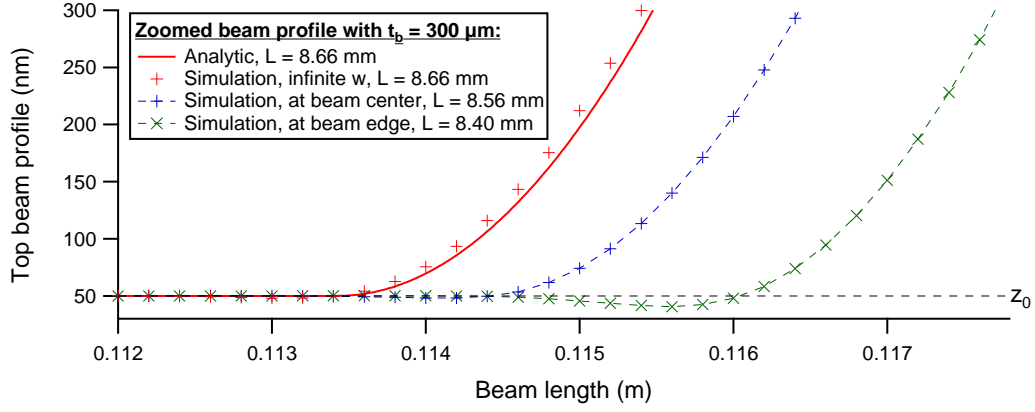 Zoomed beam profile with t_b = 300 µm:
Analytic, L = 8.66 mm
Simulation, infinite w, L = 8.66 mm
Simulation, at beam center, L = 8.56 mm
Simulation, at beam edge, L = 8.40 mm
Top beam profile (nm)
300
250
200
150
100
50
z₀
0.112 0.113 0.114 0.115 0.116 0.117
Beam length (m)